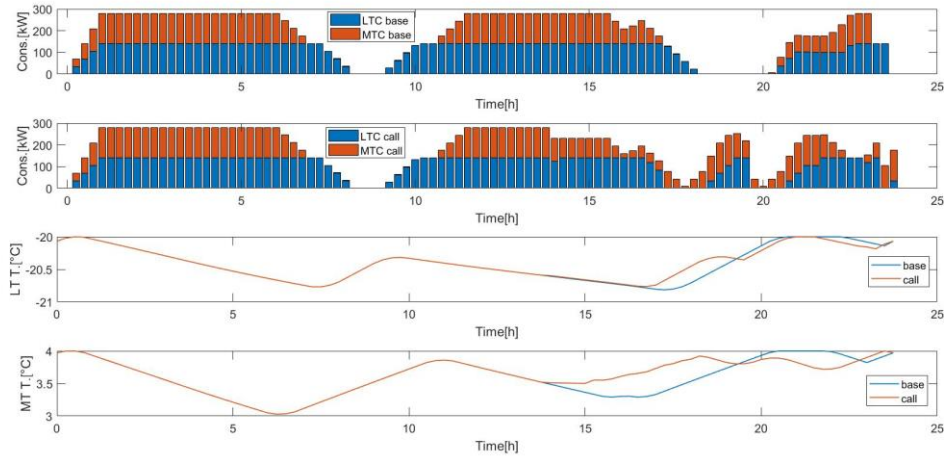 Cons.[kW]
300
200
100
0
LTC base
MTC base
0
5
10
15
20
25
Time[h]
Cons.[kW]
300
200
100
0
LTC call
MTC call
0
5
10
15
20
25
Time[h]
LT T.[°C]
-20
-20.5
-21
base
call
0
5
10
15
20
25
Time[h]
MT T.[°C]
4
3.5
3
base
call
0
5
10
15
20
25
Time[h]